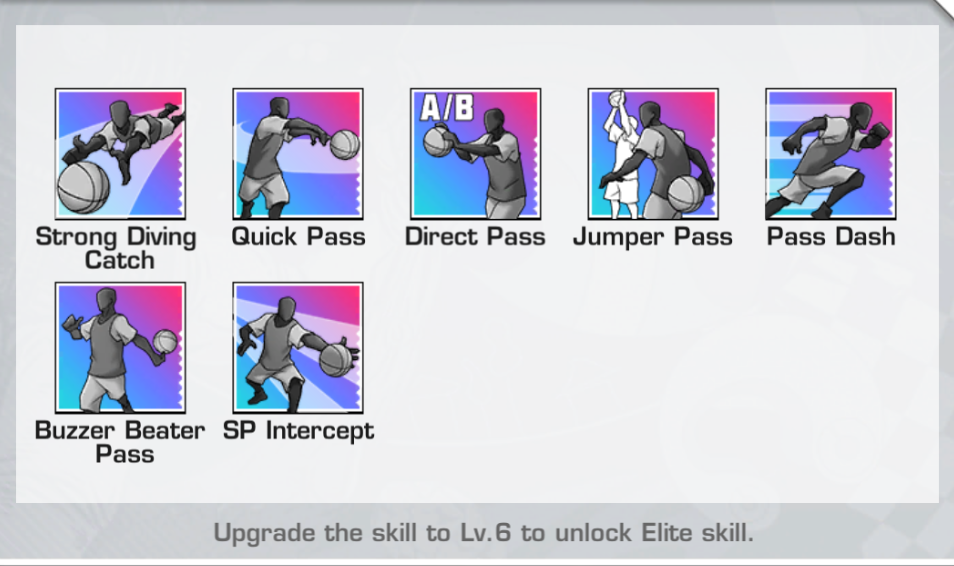 A/B
Strong Diving
Catch
Quick Pass
Direct Pass
Jumper Pass
Pass Dash
Buzzer Beater
Pass
SP Intercept
Upgrade the skill to Lv.6 to unlock Elite skill.